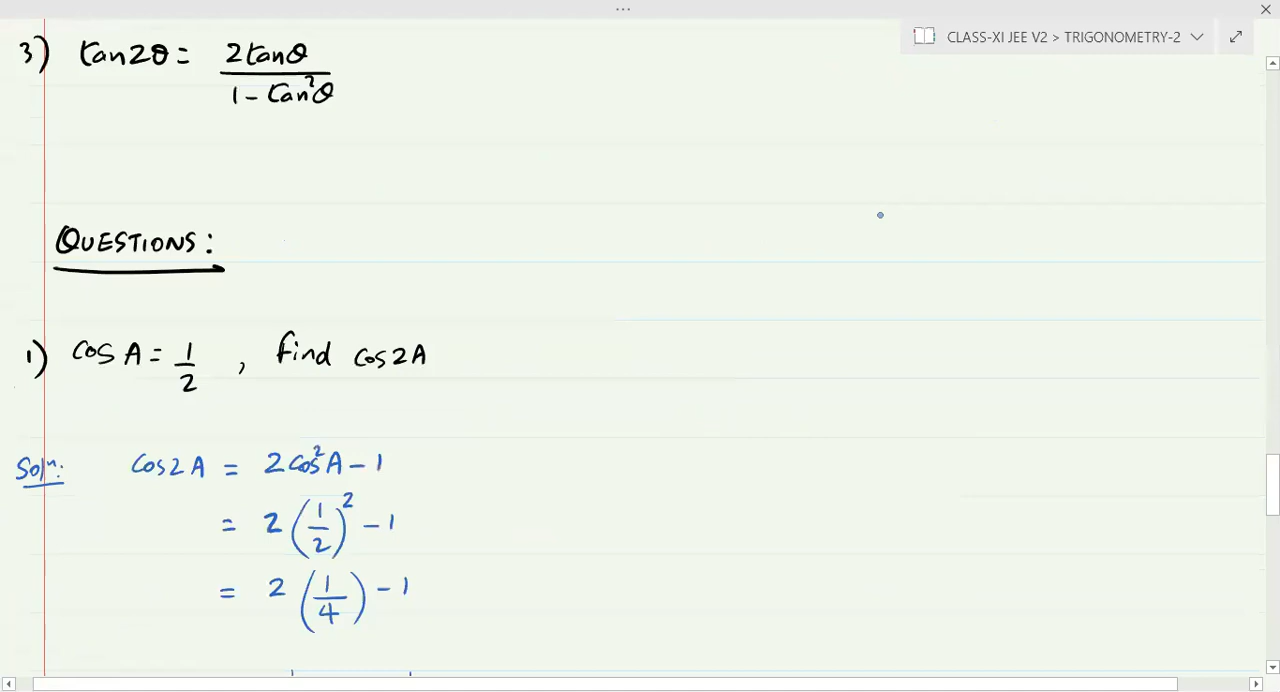 CLASS-XI JEE V2 > TRIGONOMETRY-2
3) tan2θ = 2tanθ / 1 - tan²θ
QUESTIONS:
1) cos A = 1/2 , find cos2A
Solⁿ: cos2A = 2cos²A - 1
= 2(1/2)² - 1
= 2(1/4) - 1